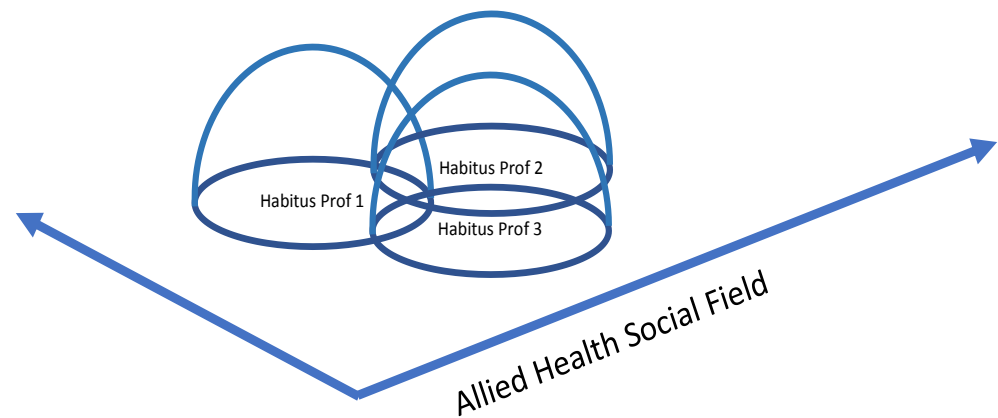 Habitus Prof 2
Habitus Prof 1
Habitus Prof 3
Allied Health Social Field